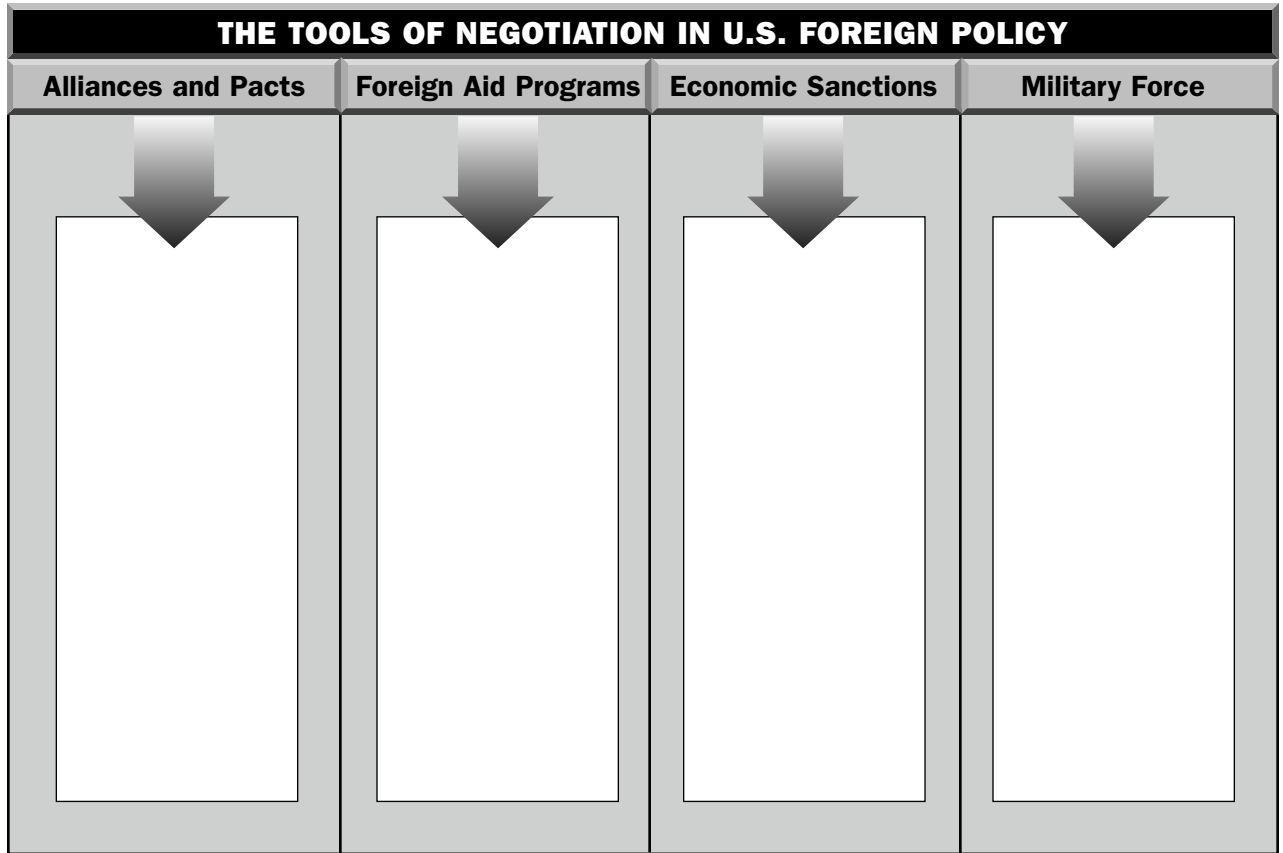 THE TOOLS OF NEGOTIATION IN U.S. FOREIGN POLICY
Alliances and Pacts
Foreign Aid Programs
Economic Sanctions
Military Force